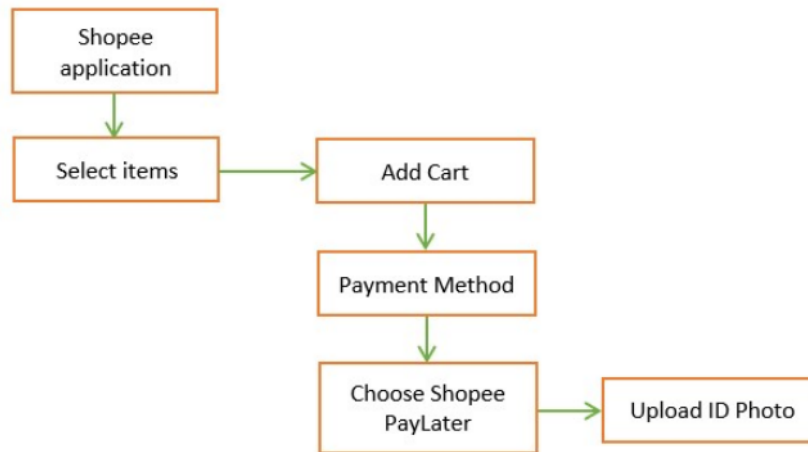 Shopee
application
Select items
Add Cart
Payment Method
Choose Shopee
PayLater
Upload ID Photo